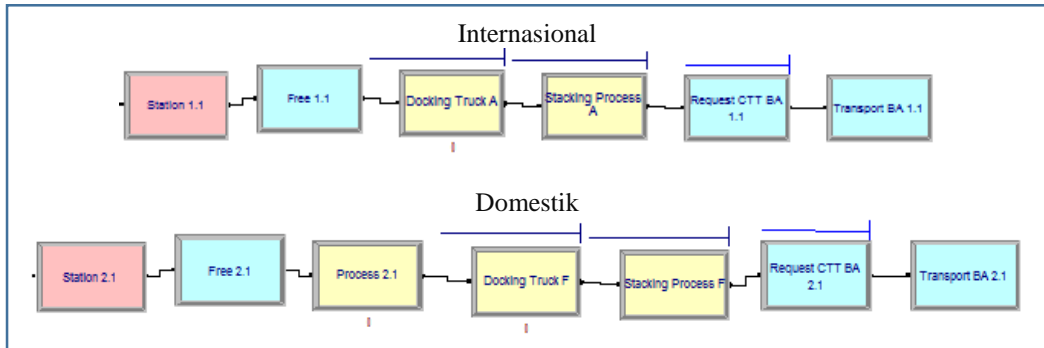 Internasional
Station 1.1
Free 1.1
Docking Truck A
Stacking Process
A
Request CTT BA
1.1
Transport BA 1.1
Domestik
Station 2.1
Free 2.1
Process 2.1
Docking Truck F
Stacking Process F
Request CTT BA
2.1
Transport BA 2.1